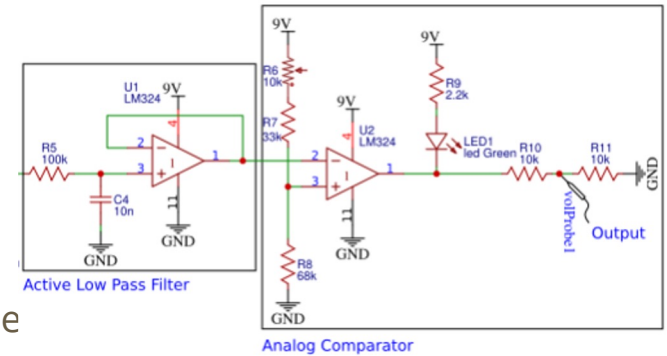 9V
R6
10k
R7
33k
9V
R9
2.2k
U1
LM324
9V
4
2
3
1
11
GND
R5
100k
C4
10n
GND
9V
U2
LM324
4
2
3
1
11
GND
LED1
led Green
R10
10k
R11
10k
GND
volProbe1
Output
R8
68k
GND
Active Low Pass Filter
e
Analog Comparator